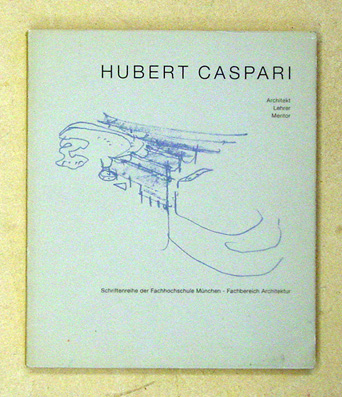 HUBERT CASPARI
Architekt
Lehrer
Mentor
Schriftenreihe der Fachhochschule München - Fachbereich Architektur